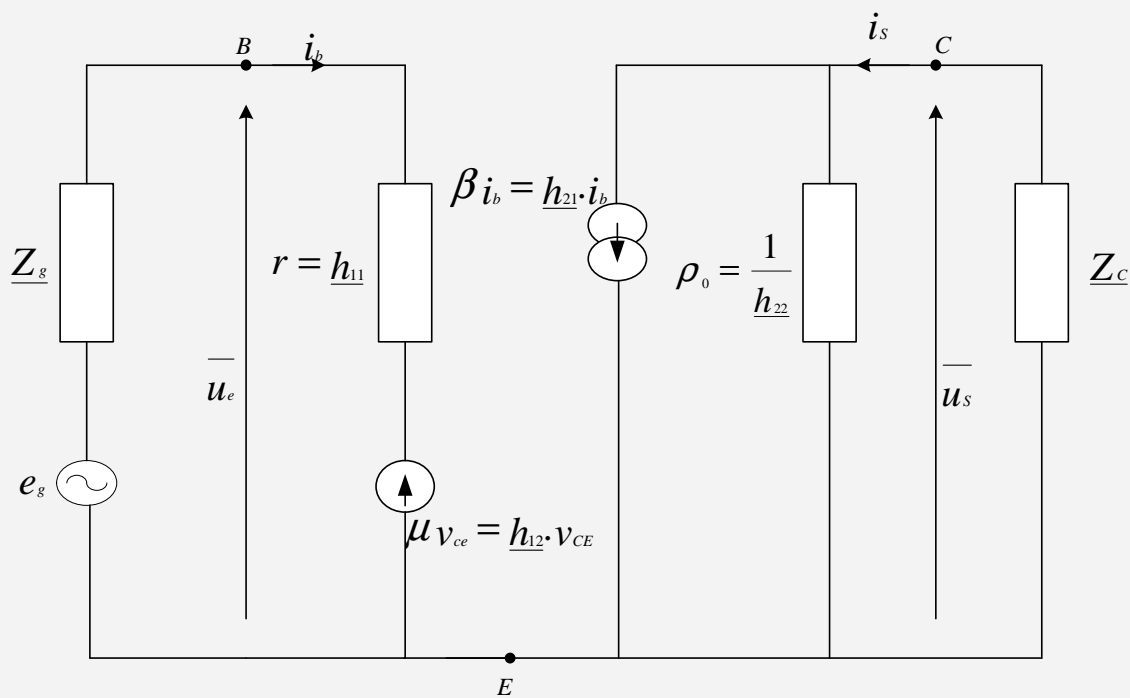 B
i_b
i_S
C
β i_b = h_21 . i_b
Z_g
r = h_11
ρ_0 = 1 / h_22
Z_C
u_e
u_S
e_g
μ v_ce = h_12 . v_CE
E